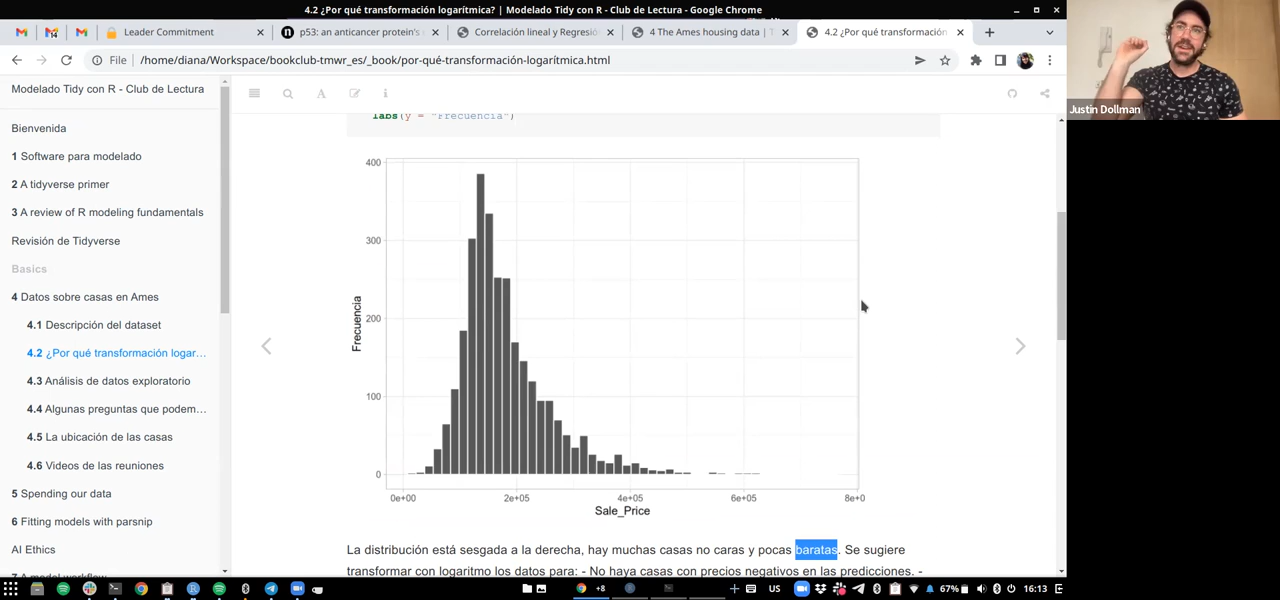 4.2 ¿Por qué transformación logarítmica? | Modelado Tidy con R - Club de Lectura - Google Chrome
Leader Commitment
p53: an anticancer protein's
Correlación lineal y Regresió
4 The Ames housing data | T
4.2 ¿Por qué transformación
File /home/diana/Workspace/bookclub-tmwr_es/_book/por-qué-transformación-logarítmica.html
Justin Dollman
Modelado Tidy con R - Club de Lectura
Bienvenida
1 Software para modelado
2 A tidyverse primer
3 A review of R modeling fundamentals
Revisión de Tidyverse
Basics
4 Datos sobre casas en Ames
4.1 Descripción del dataset
4.2 ¿Por qué transformación logar...
4.3 Análisis de datos exploratorio
4.4 Algunas preguntas que podem...
4.5 La ubicación de las casas
4.6 Videos de las reuniones
5 Spending our data
6 Fitting models with parsnip
AI Ethics
7 A model workflow
labs(y = "Frecuencia")
400
300
200
100
0
Frecuencia
0e+00 2e+05 4e+05 6e+05 8e+0
Sale_Price
La distribución está sesgada a la derecha, hay muchas casas no caras y pocas baratas. Se sugiere
transformar con logaritmo los datos para: - No haya casas con precios negativos en las predicciones. -
+8
US
67%
16:13